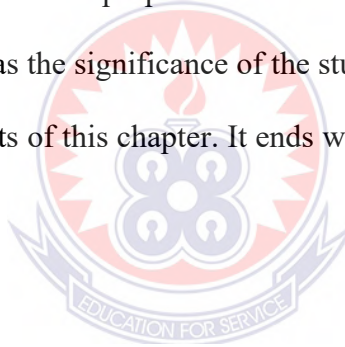 as the significance of the stu
ts of this chapter. It ends w
EDUCATION FOR SERVICE